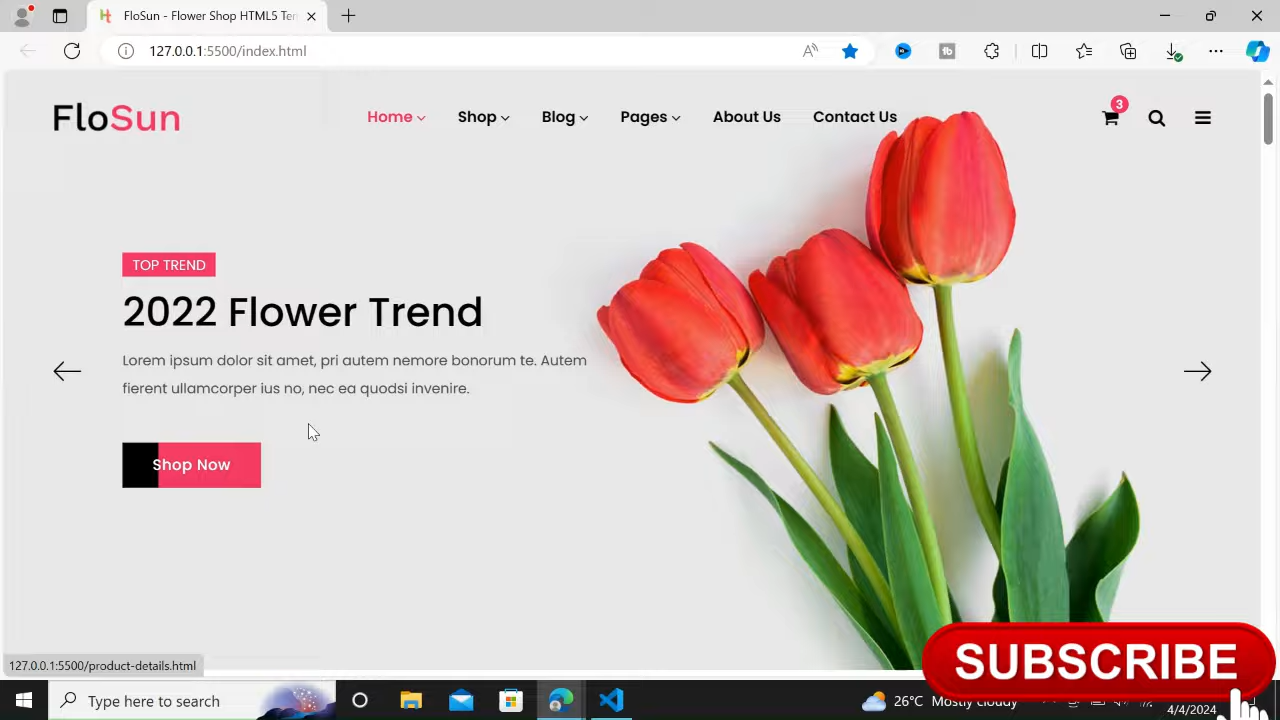 FloSun - Flower Shop HTML5 Ter
127.0.0.1:5500/index.html
FloSun
Home
Shop
Blog
Pages
About Us
Contact Us
3
TOP TREND
2022 Flower Trend
Lorem ipsum dolor sit amet, pri autem nemore bonorum te. Autem
fierent ullamcorper ius no, nec ea quodsi invenire.
Shop Now
127.0.0.1:5500/product-details.html
SUBSCRIBE
Type here to search
26°C Mostly cloudy
4/4/2024